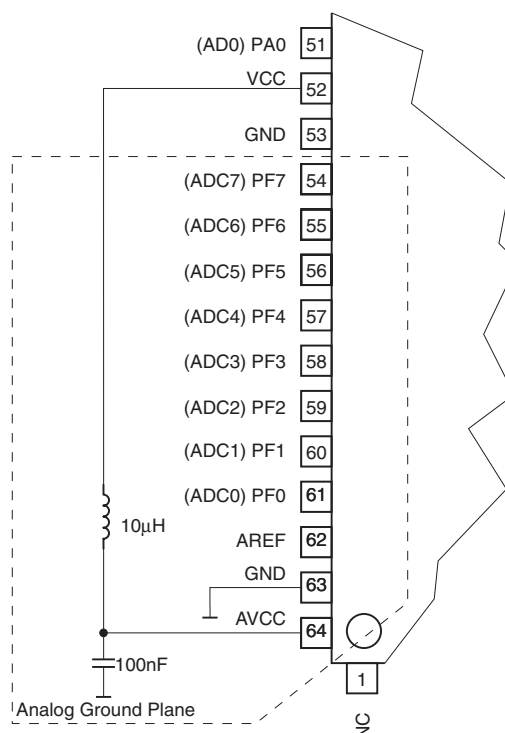 (AD0) PA0 51
VCC 52
GND 53
(ADC7) PF7 54
(ADC6) PF6 55
(ADC5) PF5 56
(ADC4) PF4 57
(ADC3) PF3 58
(ADC2) PF2 59
(ADC1) PF1 60
(ADC0) PF0 61
10μH
AREF 62
GND 63
AVCC 64
100nF
1
Analog Ground Plane
NC